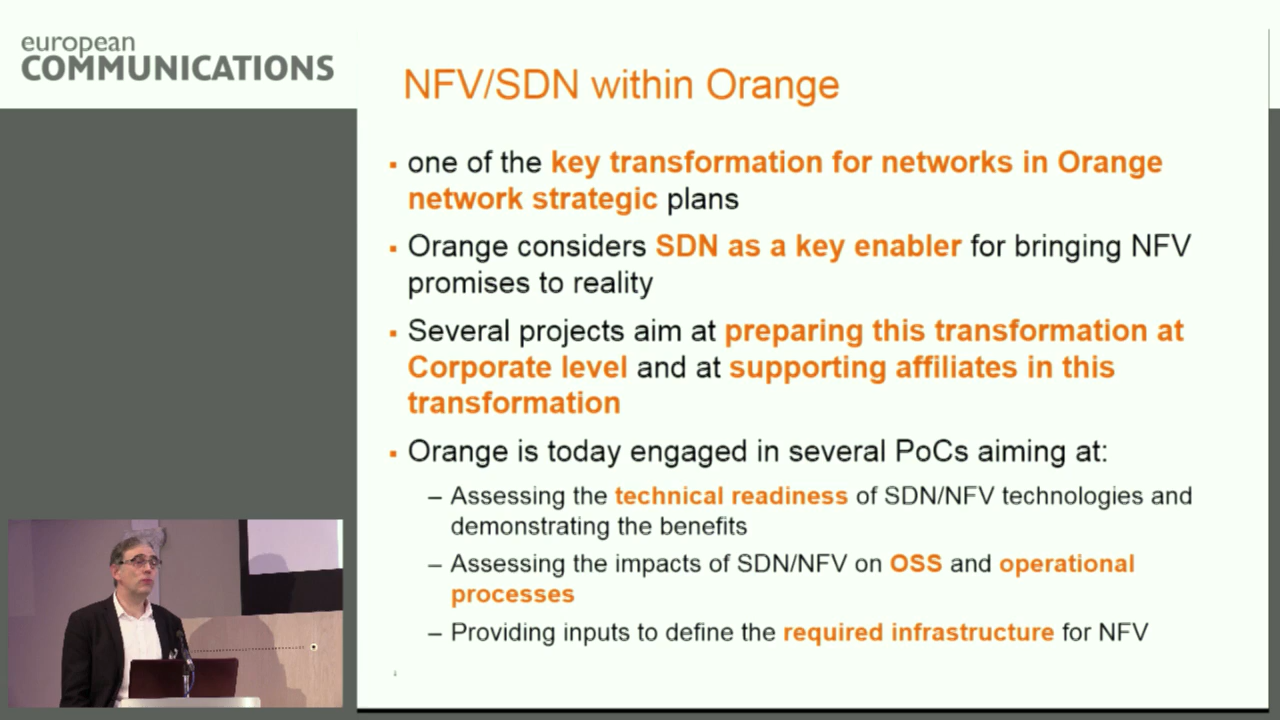 european
COMMUNICATIONS
NFV/SDN within Orange
▪ one of the key transformation for networks in Orange
network strategic plans
▪ Orange considers SDN as a key enabler for bringing NFV
promises to reality
▪ Several projects aim at preparing this transformation at
Corporate level and at supporting affiliates in this
transformation
▪ Orange is today engaged in several PoCs aiming at:
– Assessing the technical readiness of SDN/NFV technologies and
demonstrating the benefits
– Assessing the impacts of SDN/NFV on OSS and operational
processes
– Providing inputs to define the required infrastructure for NFV